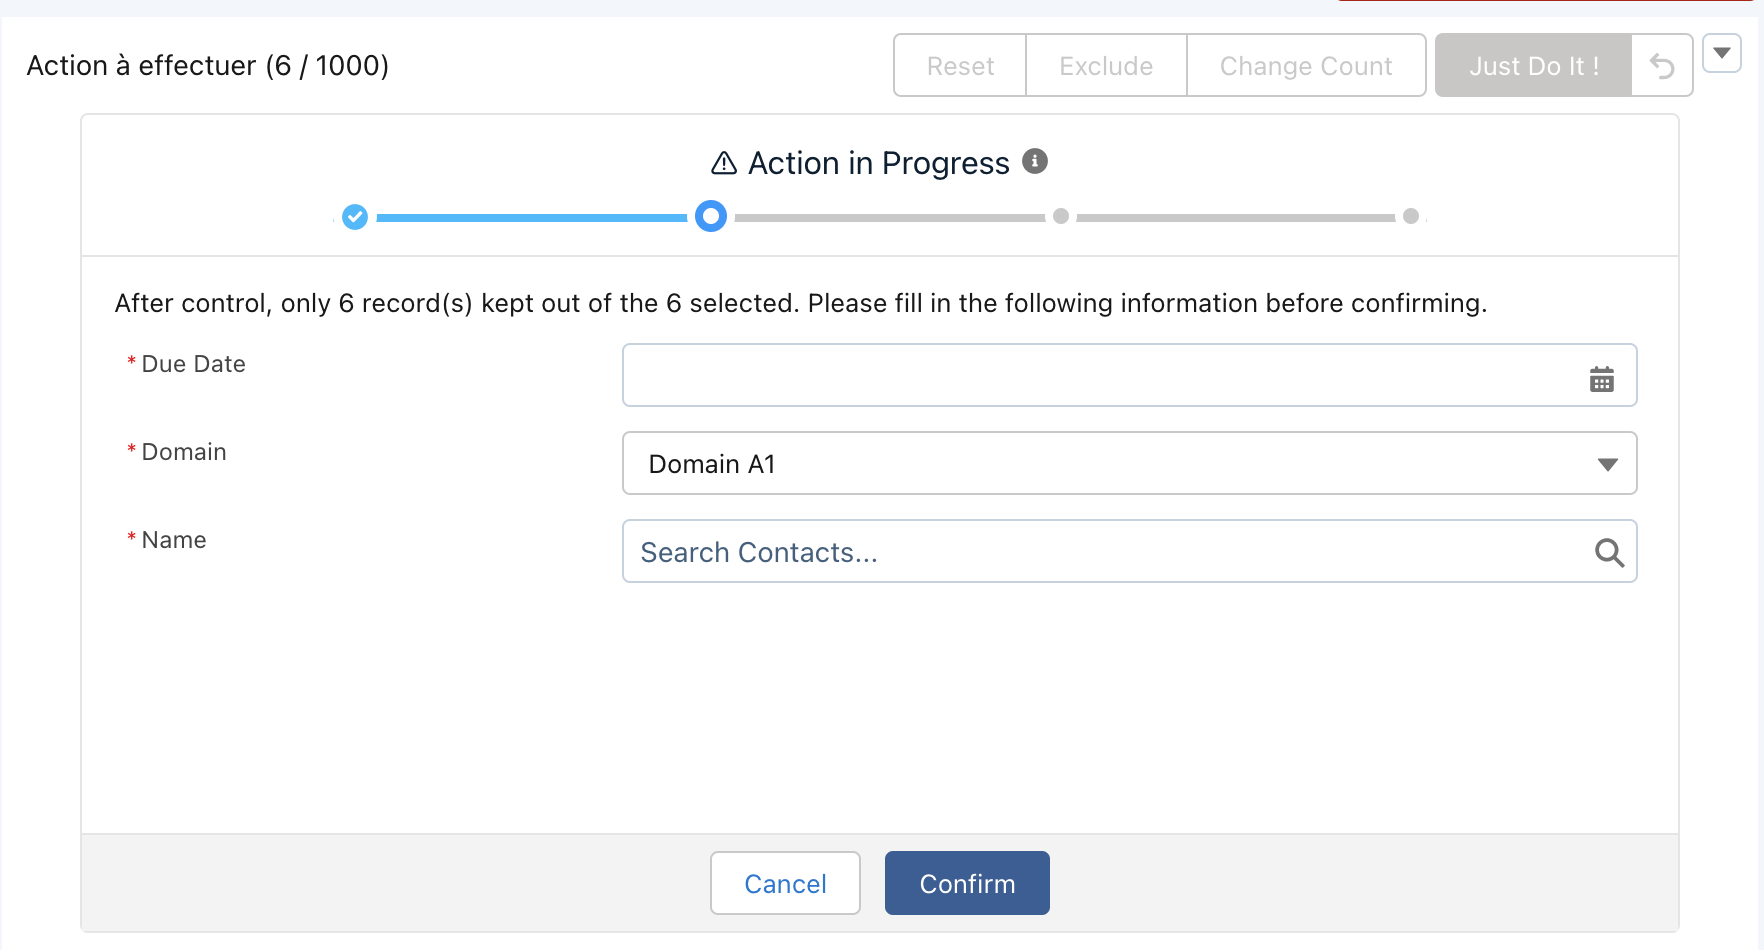 Action à effectuer (6 / 1000)
Reset
Exclude
Change Count
Just Do It !
Action in Progress
After control, only 6 record(s) kept out of the 6 selected. Please fill in the following information before confirming.
* Due Date
* Domain
Domain A1
* Name
Search Contacts...
Cancel
Confirm